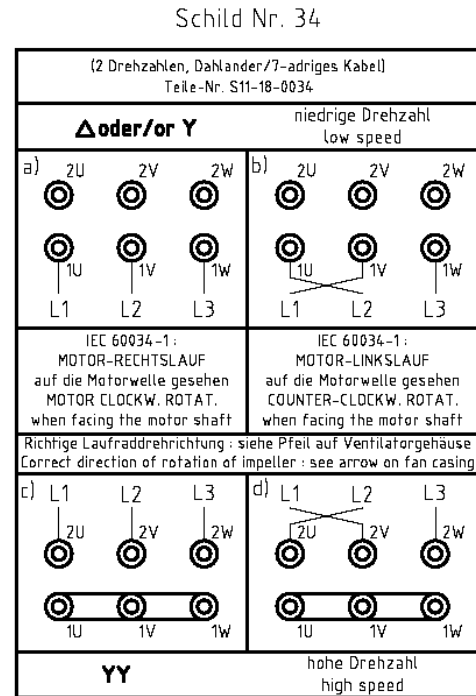 Schild Nr. 34
(2 Drehzahlen, Dahlander/7-adriges Kabel)
Teile-Nr. S11-18-0034
Δ oder/or Y
niedrige Drehzahl
low speed
a) 2U 2V 2W
1U 1V 1W
L1 L2 L3
b) 2U 2V 2W
1U 1V 1W
L1 L2 L3
IEC 60034-1 :
MOTOR-RECHTSLAUF
auf die Motorwelle gesehen
MOTOR CLOCKW. ROTAT.
when facing the motor shaft
IEC 60034-1 :
MOTOR-LINKSLAUF
auf die Motorwelle gesehen
COUNTER-CLOCKW. ROTAT.
when facing the motor shaft
Richtige Laufraddrehrichtung : siehe Pfeil auf Ventilatorgehäuse
Correct direction of rotation of impeller : see arrow on fan casing
c) L1 L2 L3
2U 2V 2W
1U 1V 1W
d) L1 L2 L3
2U 2V 2W
1U 1V 1W
YY
hohe Drehzahl
high speed